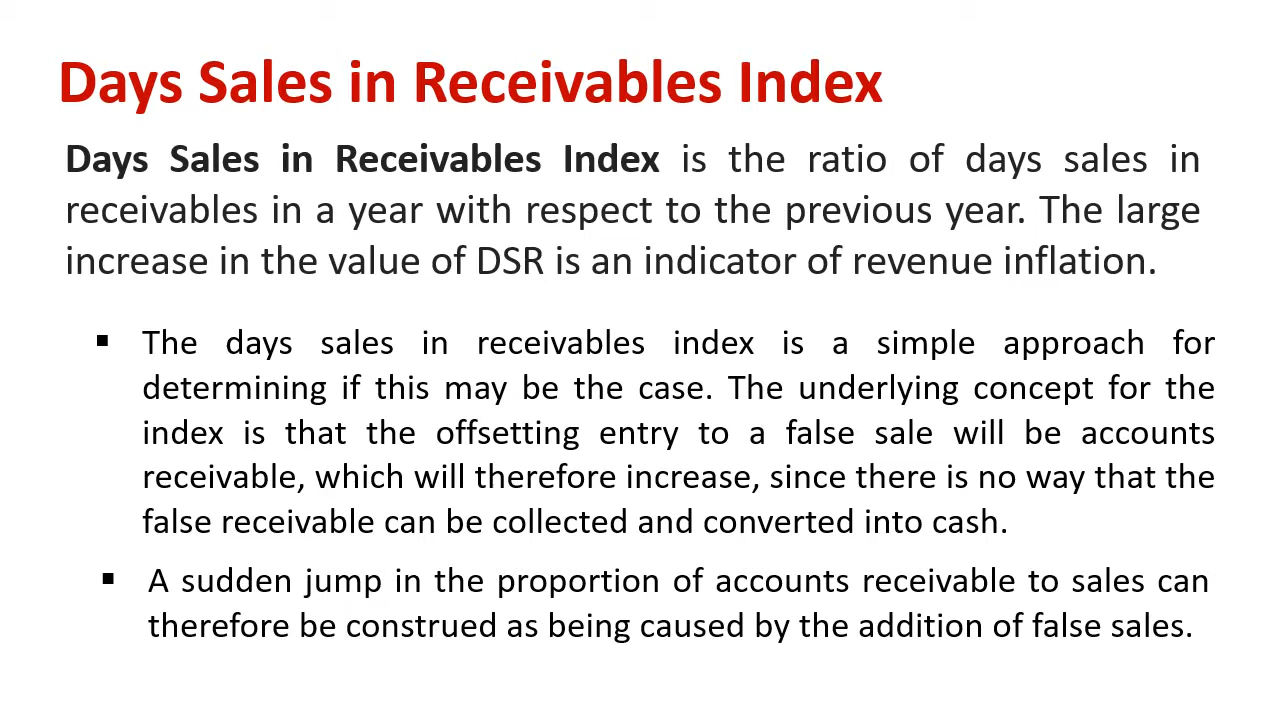 Days Sales in Receivables Index
Days Sales in Receivables Index is the ratio of days sales in
receivables in a year with respect to the previous year. The large
increase in the value of DSR is an indicator of revenue inflation.
▪ The days sales in receivables index is a simple approach for
determining if this may be the case. The underlying concept for the
index is that the offsetting entry to a false sale will be accounts
receivable, which will therefore increase, since there is no way that the
false receivable can be collected and converted into cash.
▪ A sudden jump in the proportion of accounts receivable to sales can
therefore be construed as being caused by the addition of false sales.